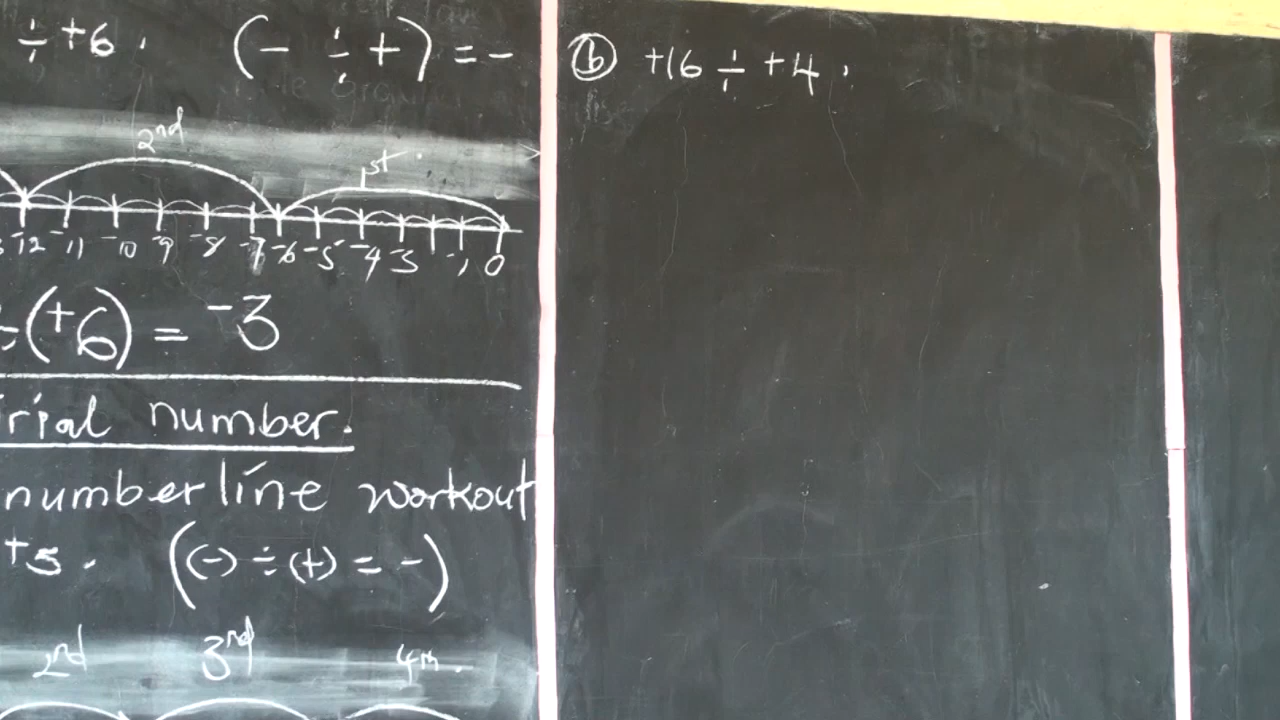 ÷ +6. (- ÷ +) = -
2nd 1st
-12 -11 -10 -9 -8 -7 -6 -5 -4 -3 -1 0
÷(+6) = -3
rial number.
numberline workout
+5. ((-) ÷ (+) = -)
2nd 3rd 4th.
(b) +16 ÷ +4.